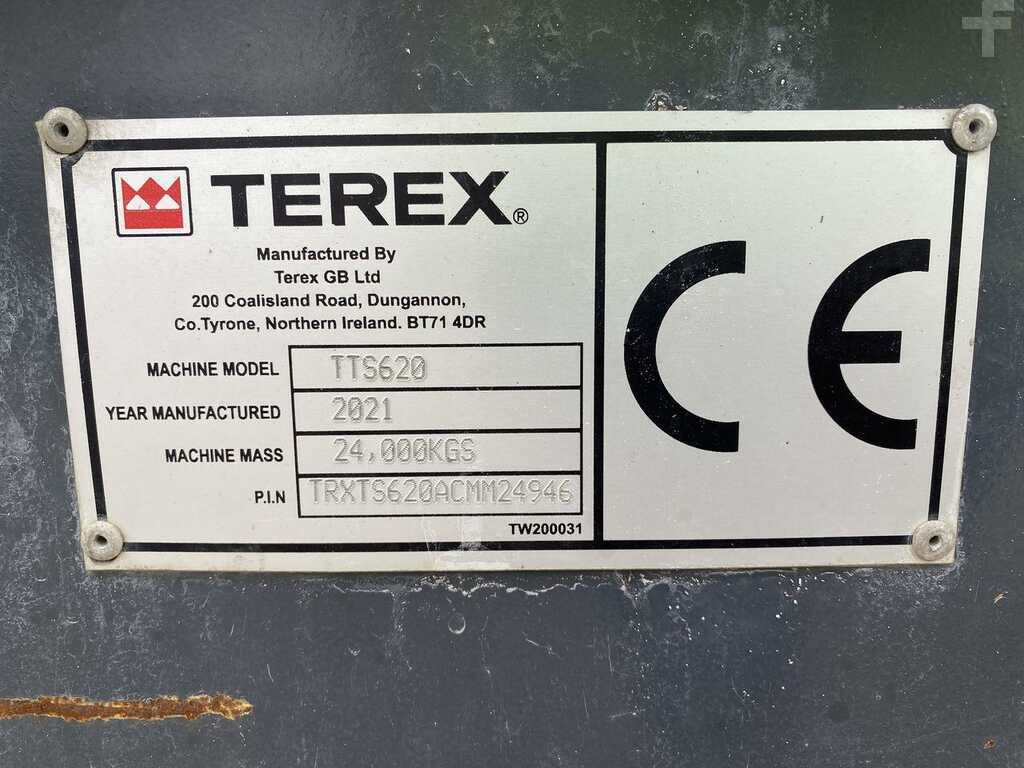 TEREX®
Manufactured By
Terex GB Ltd
200 Coalisland Road, Dungannon,
Co.Tyrone, Northern Ireland. BT71 4DR
MACHINE MODEL TTS620
YEAR MANUFACTURED 2021
MACHINE MASS 24,000KGS
P.I.N TRXTS620ACMM24946
TW200031
CE
f